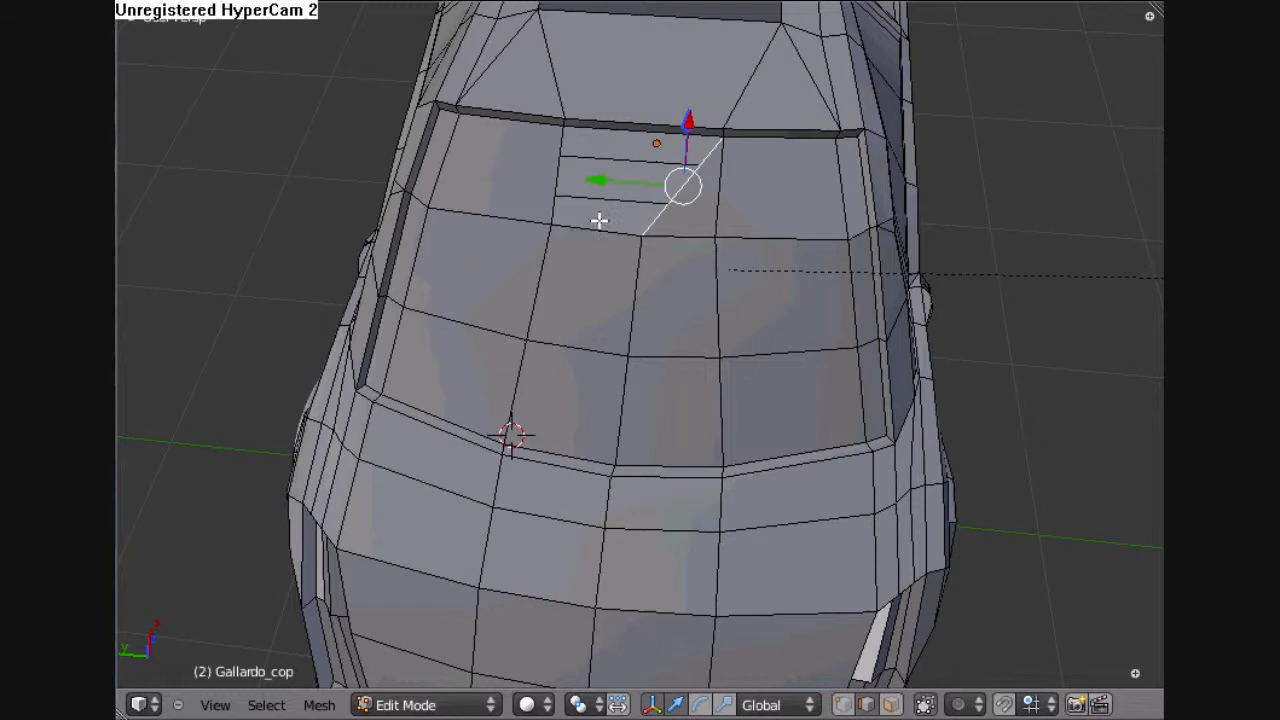 Unregistered HyperCam 2
(2) Gallardo_cop
View Select Mesh Edit Mode Global